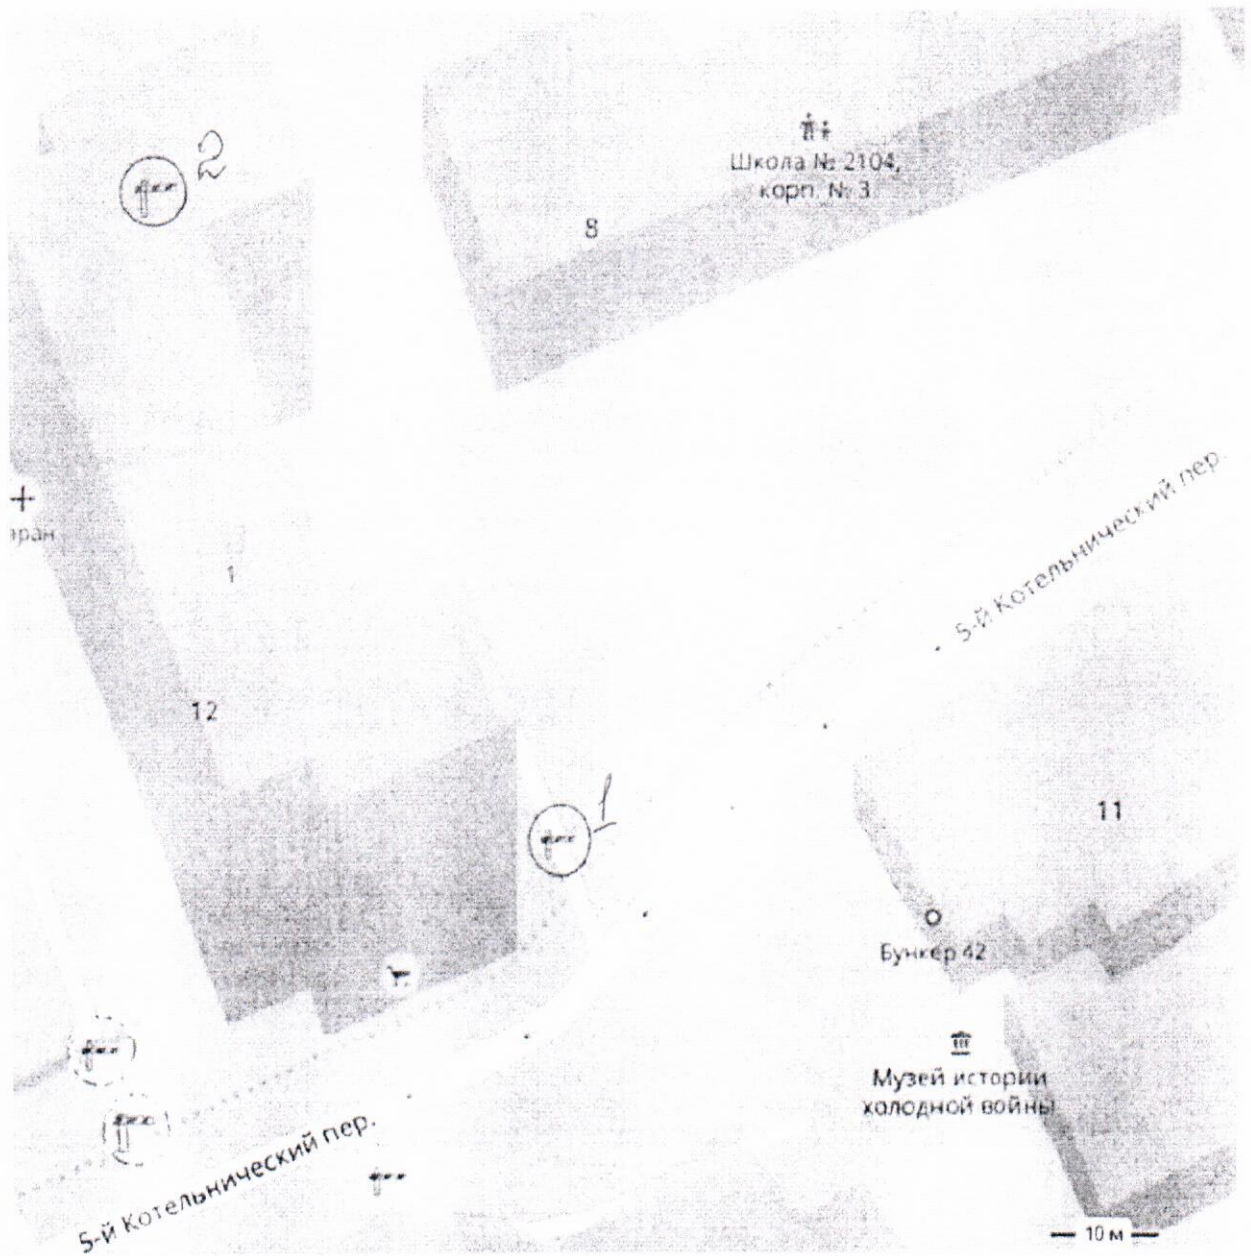 2
Школа № 2104,
корп. № 3
8
5-й Котельнический пер.
1
12
1
11
Бункер 42
Музей истории
холодной войны
5-й Котельнический пер.
10 м